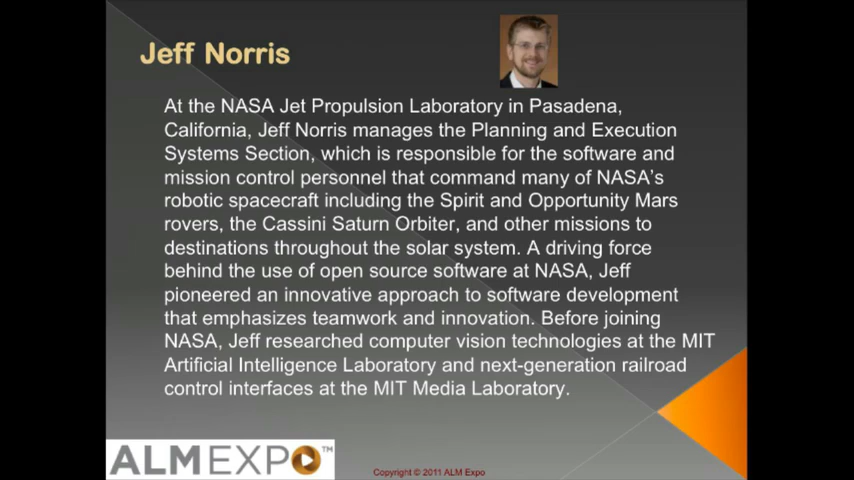 Jeff Norris
At the NASA Jet Propulsion Laboratory in Pasadena,
California, Jeff Norris manages the Planning and Execution
Systems Section, which is responsible for the software and
mission control personnel that command many of NASA's
robotic spacecraft including the Spirit and Opportunity Mars
rovers, the Cassini Saturn Orbiter, and other missions to
destinations throughout the solar system. A driving force
behind the use of open source software at NASA, Jeff
pioneered an innovative approach to software development
that emphasizes teamwork and innovation. Before joining
NASA, Jeff researched computer vision technologies at the MIT
Artificial Intelligence Laboratory and next-generation railroad
control interfaces at the MIT Media Laboratory.
ALMEXPO™
Copyright © 2011 ALM Expo